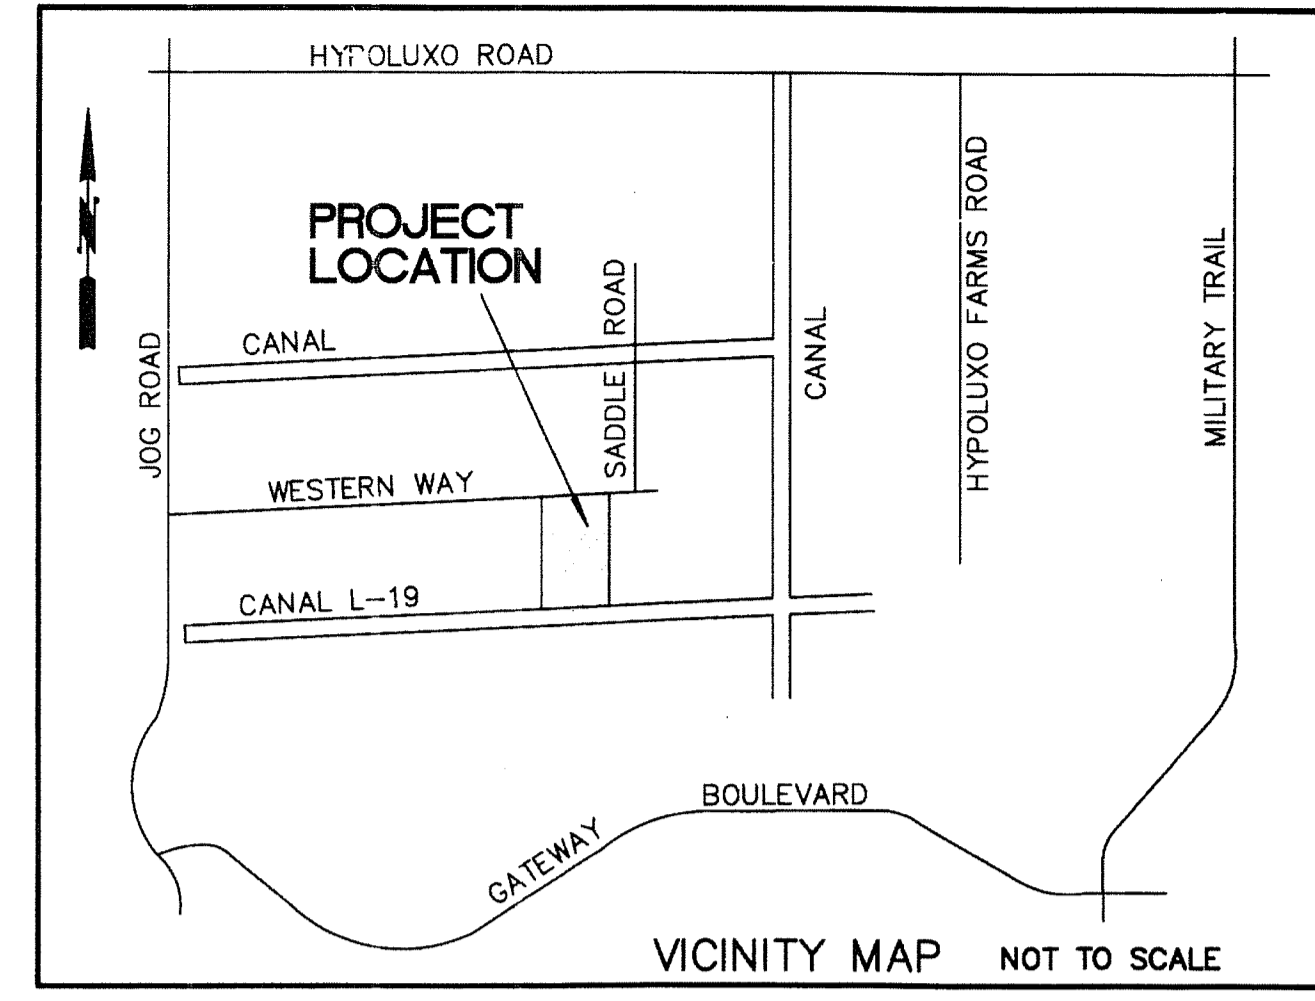 HYPOLUXO ROAD
N
PROJECT
LOCATION
CANAL
SADDLE ROAD
CANAL
HYPOLUXO FARMS ROAD
MILITARY TRAIL
JOG ROAD
WESTERN WAY
CANAL L-19
BOULEVARD
GATEWAY
VICINITY MAP NOT TO SCALE